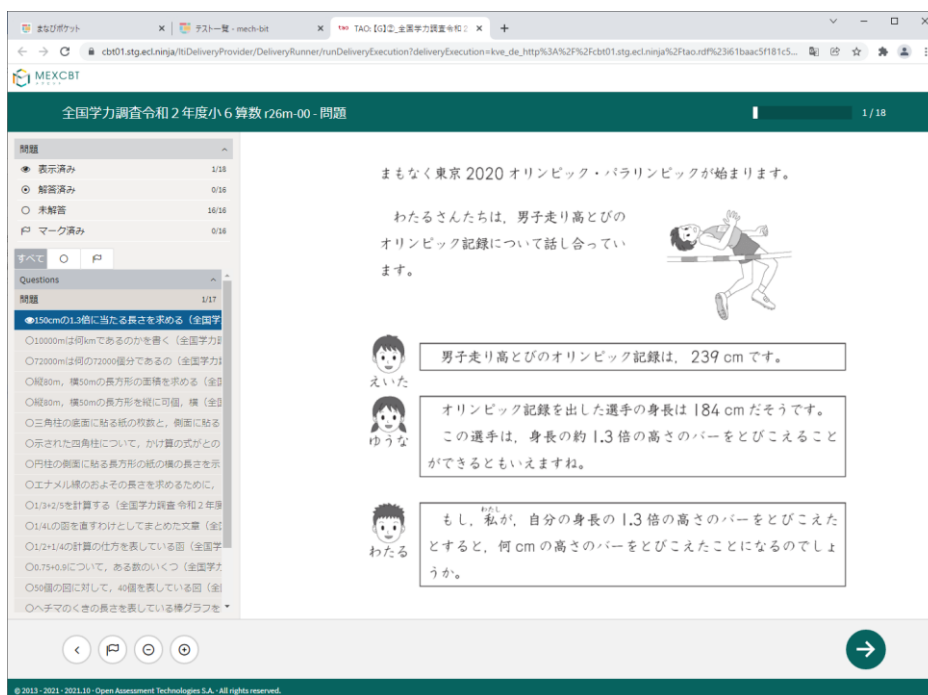 まなびポケット
テスト一覧 - mech-bit
TAO: 【G】②_全国学力調査令和2
cbt01.stg.ecl.ninja/ltiDeliveryProvider/DeliveryRunner/runDeliveryExecution?deliveryExecution=kve_de_http%3A%2F%2Fcbt01.stg.ecl.ninja%2Ftao.rdf%23i61baac5f181c5...
MEXCBT
全国学力調査令和2年度小6算数 r26m-00 - 問題
1 / 18
問題
表示済み 1/18
解答済み 0/16
未解答 16/16
マーク済み 0/16
すべて
Questions
問題 1/17
150cmの1.3倍に当たる長さを求める（全国学
10000mは何kmであるのかを書く（全国学力
72000mは何の72000個分であるの（全国学力
縦80m，横50mの長方形の面積を求める（全
縦80m，横50mの長方形を縦に何個，横（全
三角柱の底面に貼る紙の枚数と，側面に貼る
示された四角柱について，かけ算の式がどの
円柱の側面に貼る長方形の紙の横の長さを示
エナメル線のおよその長さを求めるために，
1/3+2/5を計算する（全国学力調査 令和2年
1/4Lの図を直すわけとしてまとめた文章（全
1/2+1/4の計算の仕方を表している図（全国学
0.75+0.9について，ある数のいくつ（全国学力
50個の図に対して，40個を表している図（全
ヘチマのくきの長さを表している棒グラフを
まもなく東京2020オリンピック・パラリンピックが始まります。
わたるさんたちは，男子走り高とびの
オリンピック記録について話し合ってい
ます。
えいた
男子走り高とびのオリンピック記録は，239 cm です。
ゆうな
オリンピック記録を出した選手の身長は184 cm だそうです。
この選手は，身長の約1.3倍の高さのバーをとびこえること
ができるともいえますね。
わたる
わたし
もし，私が，自分の身長の1.3倍の高さのバーをとびこえた
とすると，何cmの高さのバーをとびこえたことになるのでしょ
うか。
© 2013 - 2021 - 2021.10 - Open Assessment Technologies S.A. - All rights reserved.